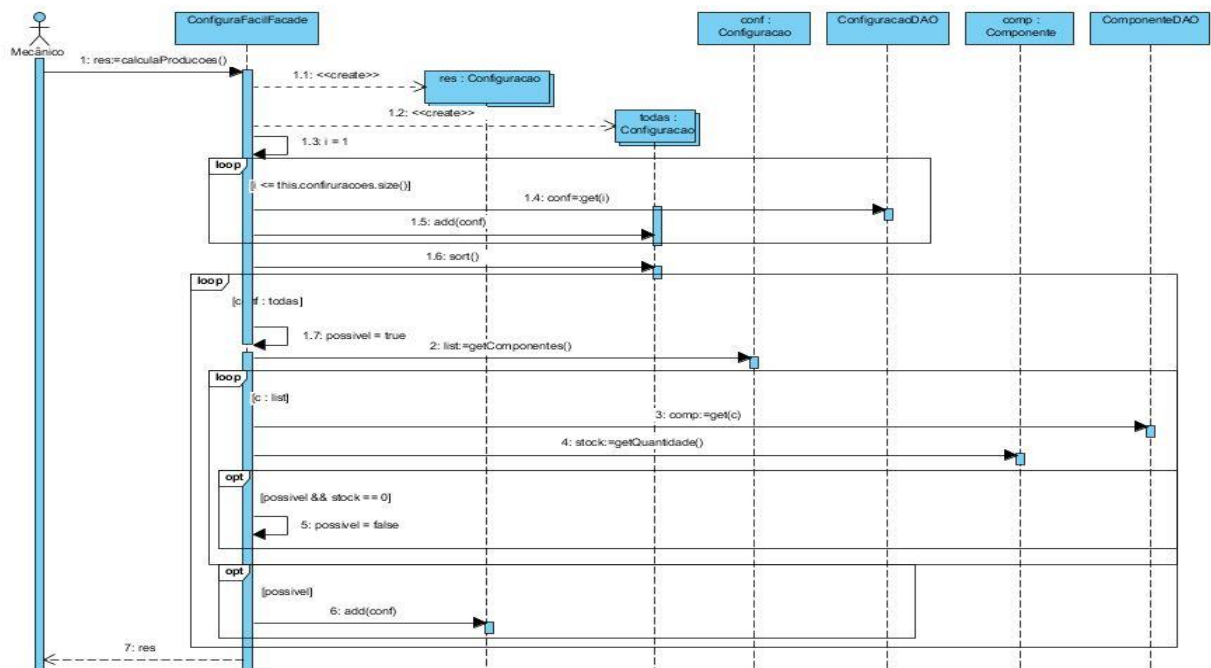 Mecânico
ConfiguraFacilFacade
conf :
Configuracao
ConfiguracaoDAO
comp :
Componente
ComponenteDAO
1: res:=calculaProducoes()
1.1: <<create>>
res : Configuracao
1.2: <<create>>
todas :
Configuracao
1.3: i = 1
loop
[i <= this.confiruracoes.size()]
1.4: conf=:get(i)
1.5: add(conf)
1.6: sort()
loop
[conf : todas]
1.7: possivel = true
2: list:=getComponentes()
loop
[c : list]
3: comp:=get(c)
4: stock:=getQuantidade()
opt
[possivel && stock == 0]
5: possivel = false
opt
[possivel]
6: add(conf)
7: res